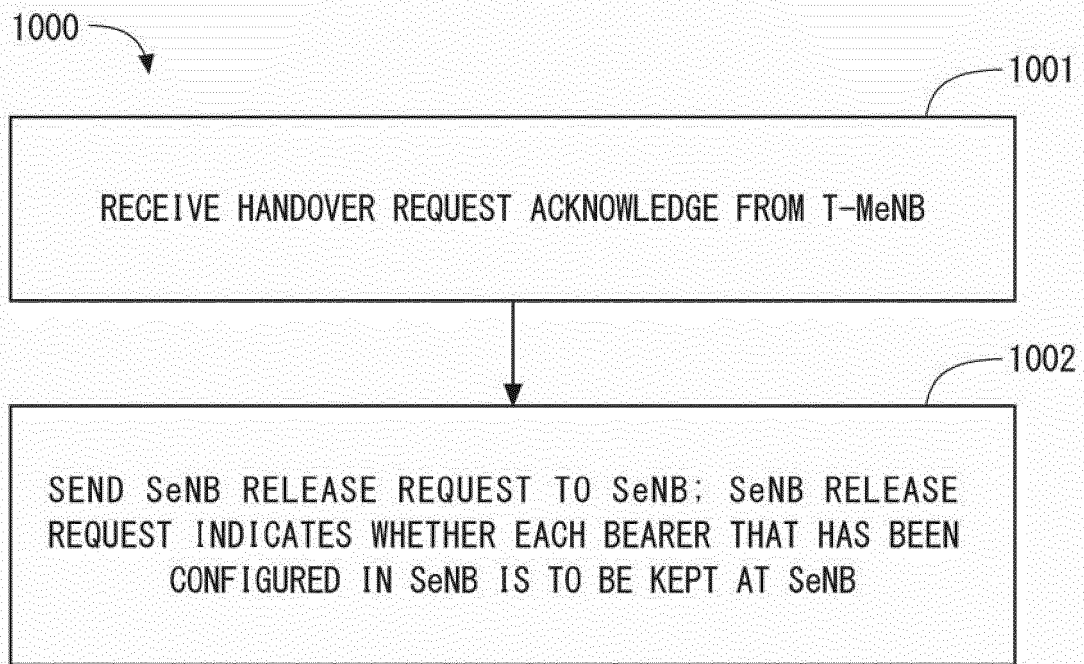 1000
1001
RECEIVE HANDOVER REQUEST ACKNOWLEDGE FROM T-MeNB
1002
SEND SeNB RELEASE REQUEST TO SeNB; SeNB RELEASE
REQUEST INDICATES WHETHER EACH BEARER THAT HAS BEEN
CONFIGURED IN SeNB IS TO BE KEPT AT SeNB